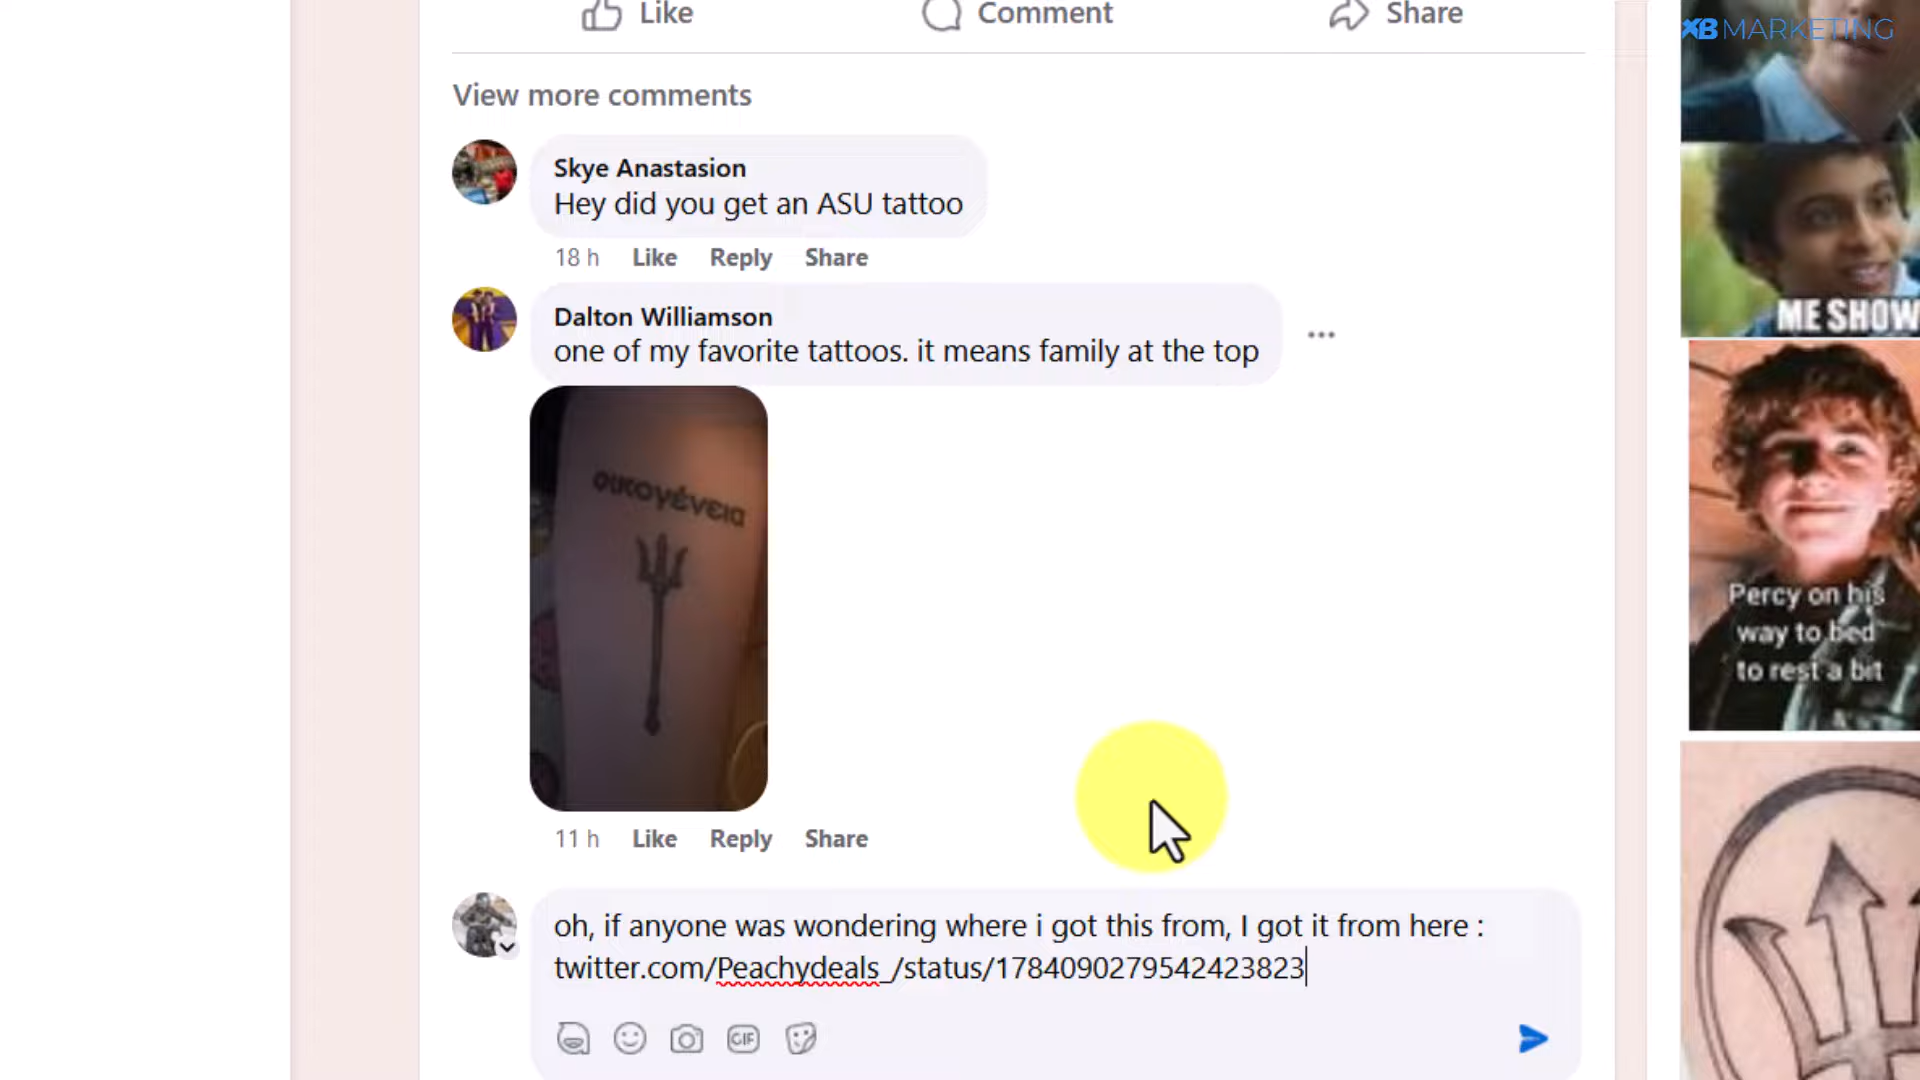 Like Comment Share
XB MARKETING
View more comments
Skye Anastasion
Hey did you get an ASU tattoo
18 h Like Reply Share
Dalton Williamson
one of my favorite tattoos. it means family at the top
οικογένεια
11 h Like Reply Share
oh, if anyone was wondering where i got this from, I got it from here :
twitter.com/Peachydeals_/status/1784090279542423823
GIF
ME SHOW
Percy on his
way to bed
to rest a bit